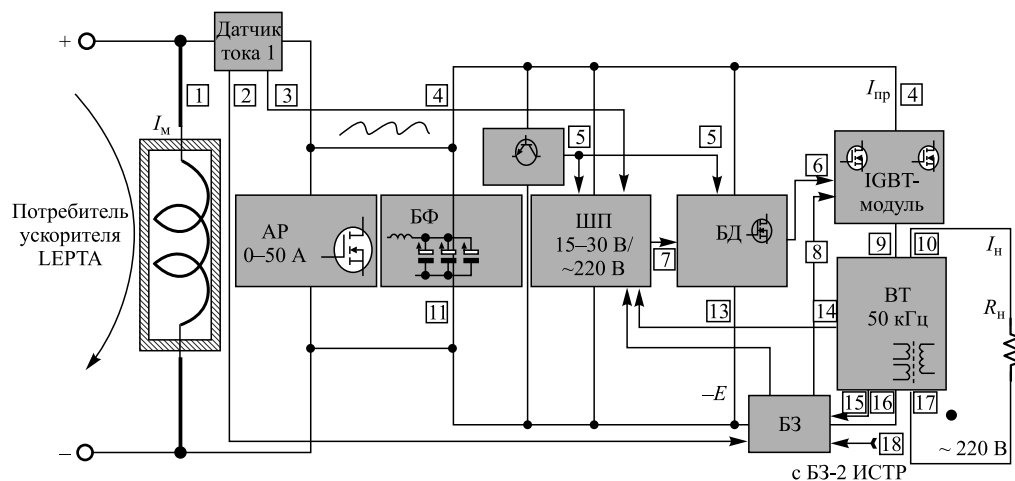 +
Датчик
тока 1
1
2
3
4
Iпр
4
Iм
5
5
6
IGBT-
модуль
Потребитель
ускорителя
LEPTA
АР
0–50 А
БФ
ШП
15–30 В/
~220 В
7
БД
8
9
10
Iн
11
13
14
ВТ
50 кГц
Rн
–E
15
16
17
БЗ
18
~ 220 В
–
с БЗ-2 ИСТР